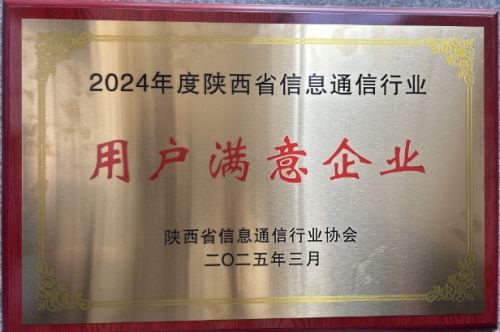 2024年度陕西省信息通信行业
用户满意企业
陕西省信息通信行业协会
二〇二五年三月